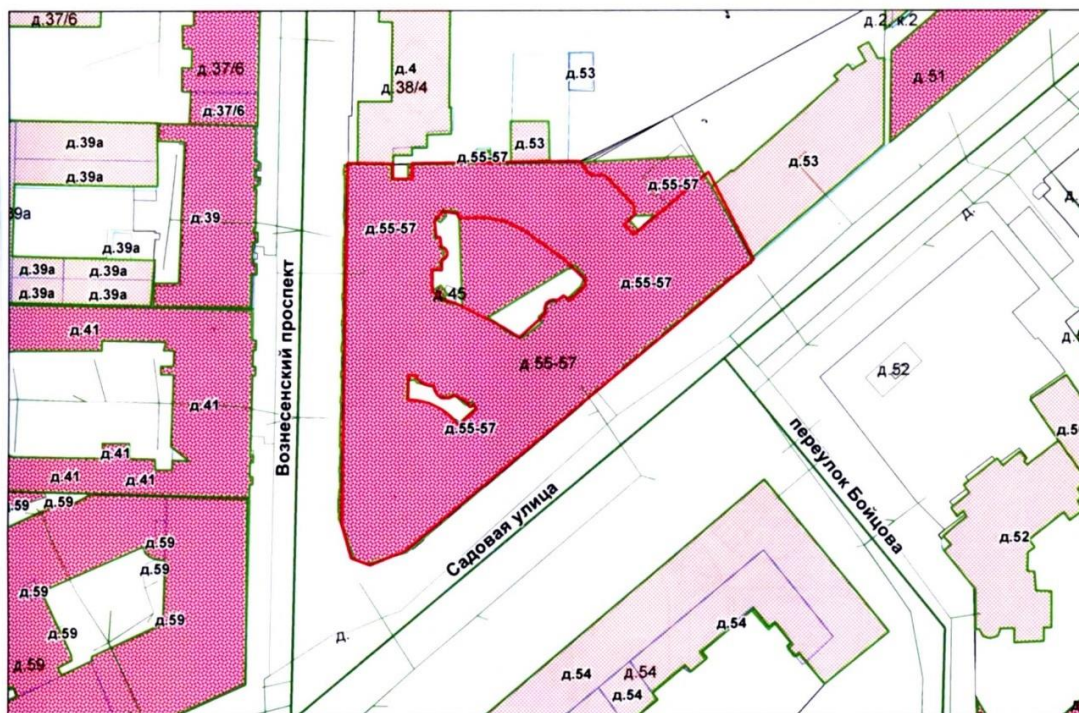 д.37/6
д.37/6
д.37/6
д.4
д.38/4
д.53
д.2, к.2
д.51
д.39а
д.39а
д.55-57
д.53
д.53
д.55-57
д.39
д.55-57
39а
д.39а
д.39а
д.39а
д.39а
д.39а
д.45
д.55-57
д.
Вознесенский проспект
д.41
д.55-57
д.52
д.41
д.55-57
д.41
д.41
д.41
переулок Бойцова
Садовая улица
д.59
д.59
д.59
д.59
д.52
д.59
д.59
д.59
д.59
д.
д.54
д.54
д.54
д.54